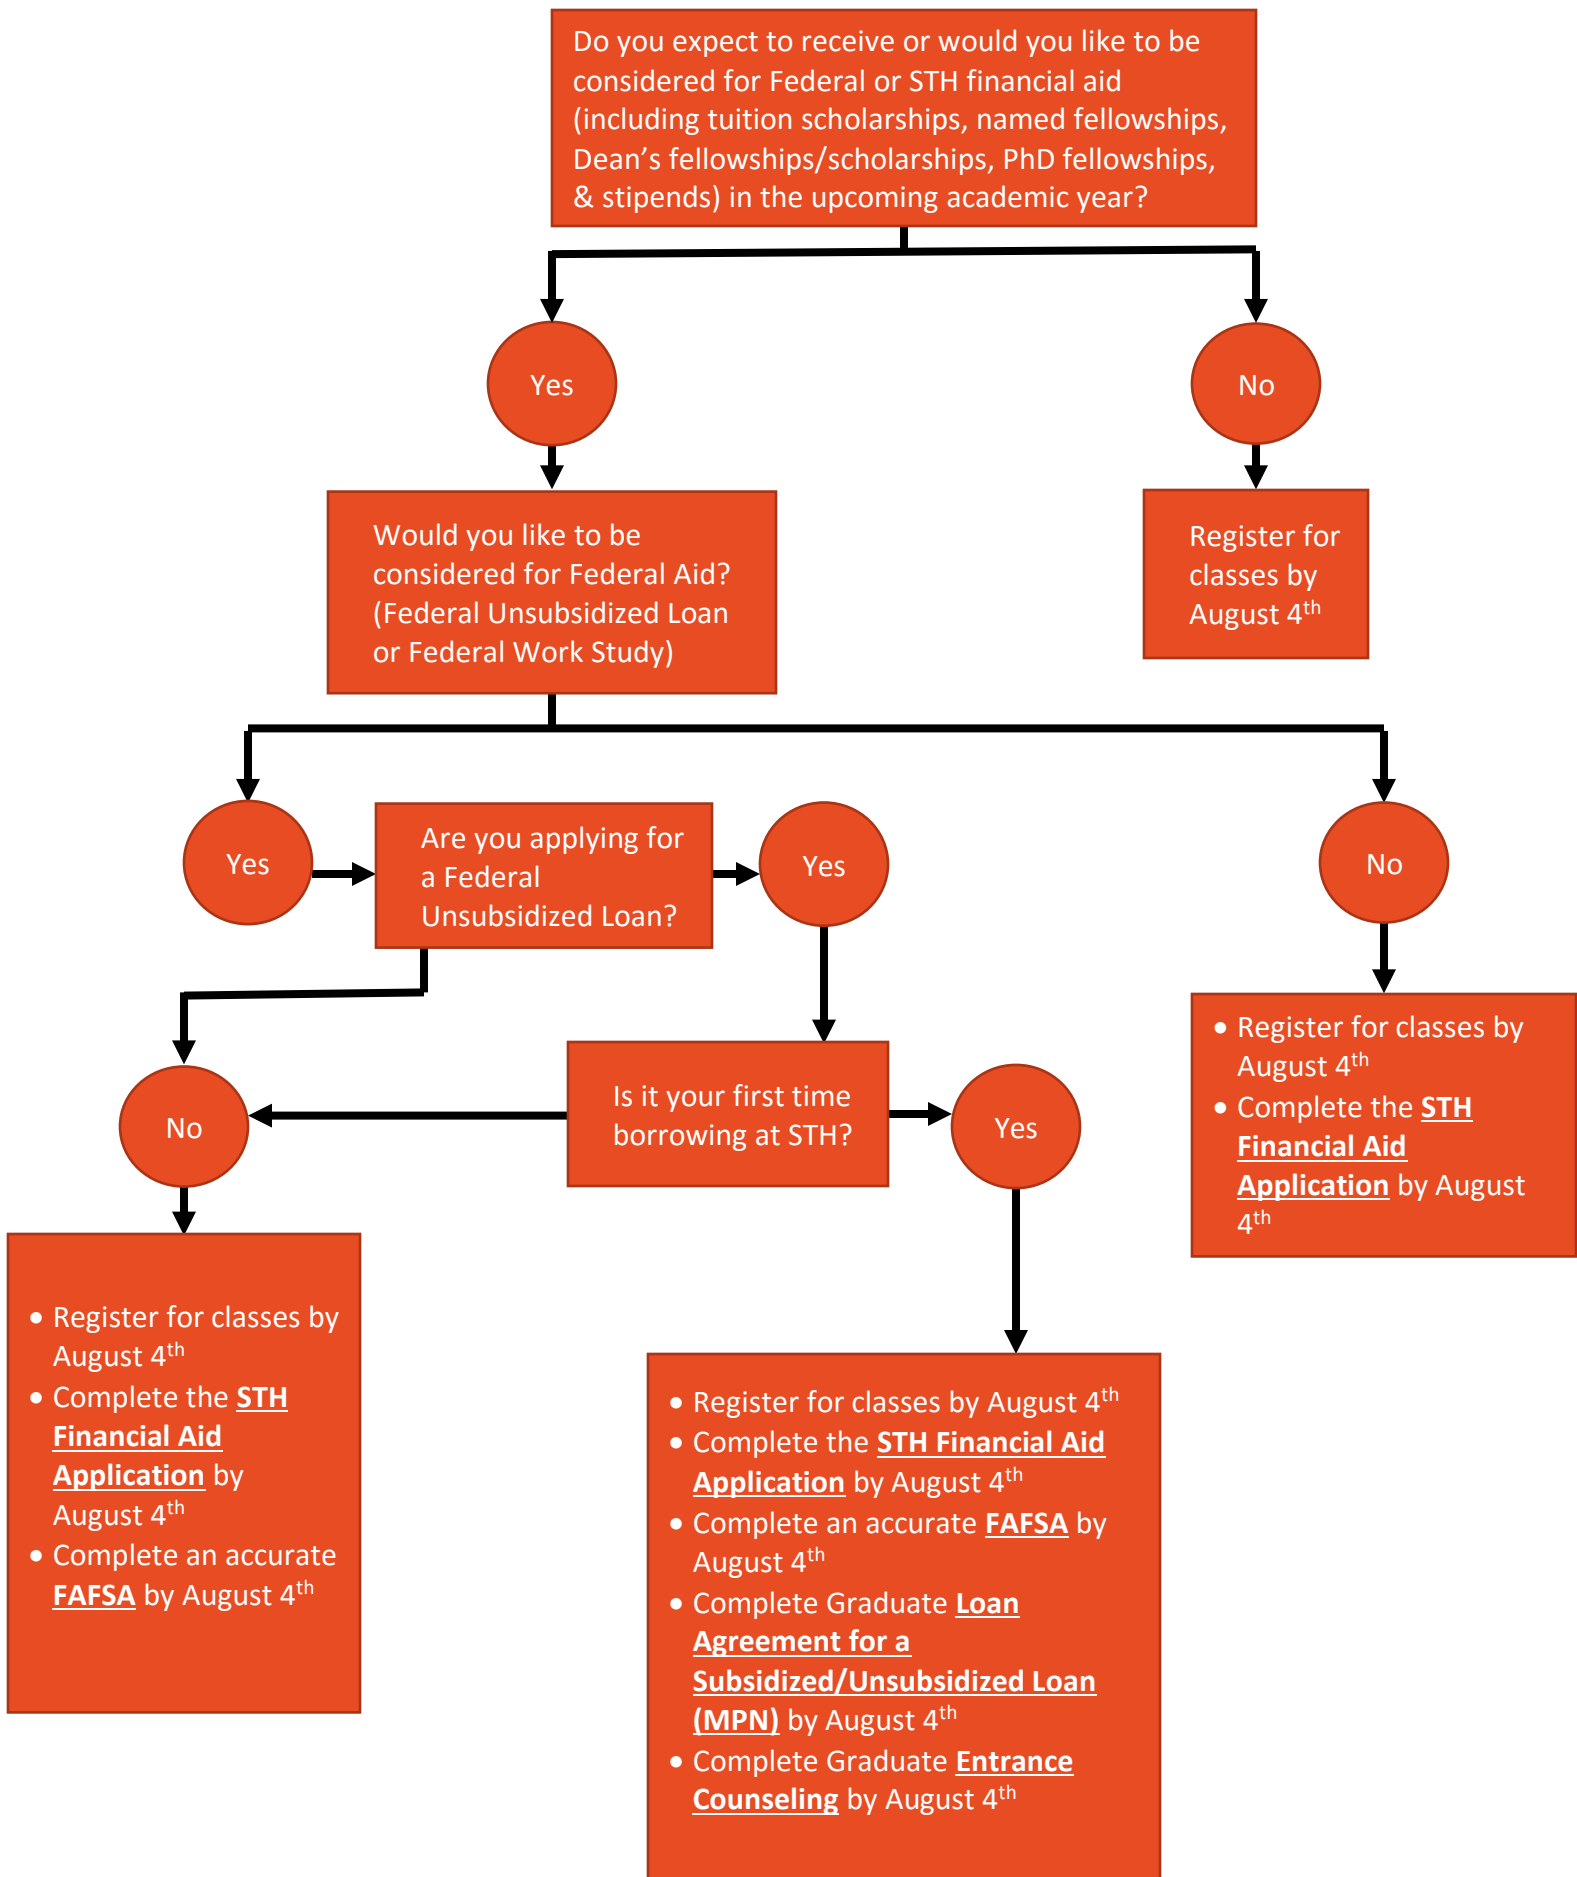 Do you expect to receive or would you like to be
considered for Federal or STH financial aid
(including tuition scholarships, named fellowships,
Dean’s fellowships/scholarships, PhD fellowships,
& stipends) in the upcoming academic year?
Yes
No
Would you like to be
considered for Federal Aid?
(Federal Unsubsidized Loan
or Federal Work Study)
Register for
classes by
August 4th
Yes
Are you applying for
a Federal
Unsubsidized Loan?
Yes
No
No
Is it your first time
borrowing at STH?
Yes
• Register for classes by
August 4th
• Complete the STH
Financial Aid
Application by August
4th
• Register for classes by
August 4th
• Complete the STH
Financial Aid
Application by
August 4th
• Complete an accurate
FAFSA by August 4th
• Register for classes by August 4th
• Complete the STH Financial Aid
Application by August 4th
• Complete an accurate FAFSA by
August 4th
• Complete Graduate Loan
Agreement for a
Subsidized/Unsubsidized Loan
(MPN) by August 4th
• Complete Graduate Entrance
Counseling by August 4th